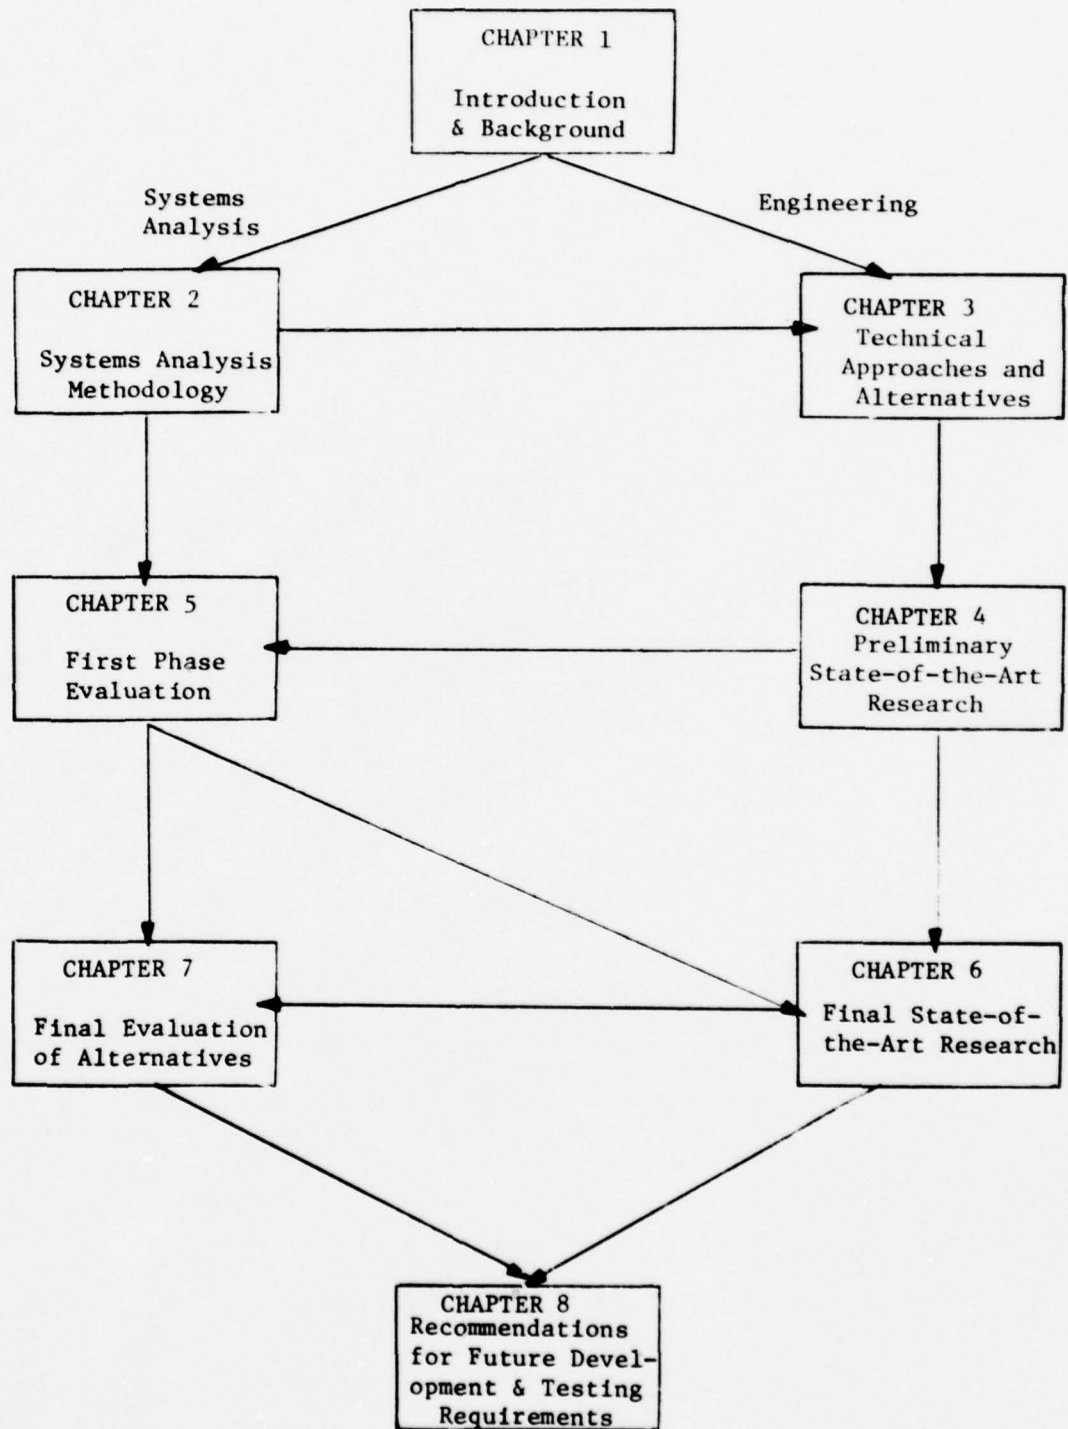 CHAPTER 1
Introduction
& Background
Systems
Analysis
Engineering
CHAPTER 2
Systems Analysis
Methodology
CHAPTER 3
Technical
Approaches and
Alternatives
CHAPTER 5
First Phase
Evaluation
CHAPTER 4
Preliminary
State-of-the-Art
Research
CHAPTER 7
Final Evaluation
of Alternatives
CHAPTER 6
Final State-of-
the-Art Research
CHAPTER 8
Recommendations
for Future Devel-
opment & Testing
Requirements